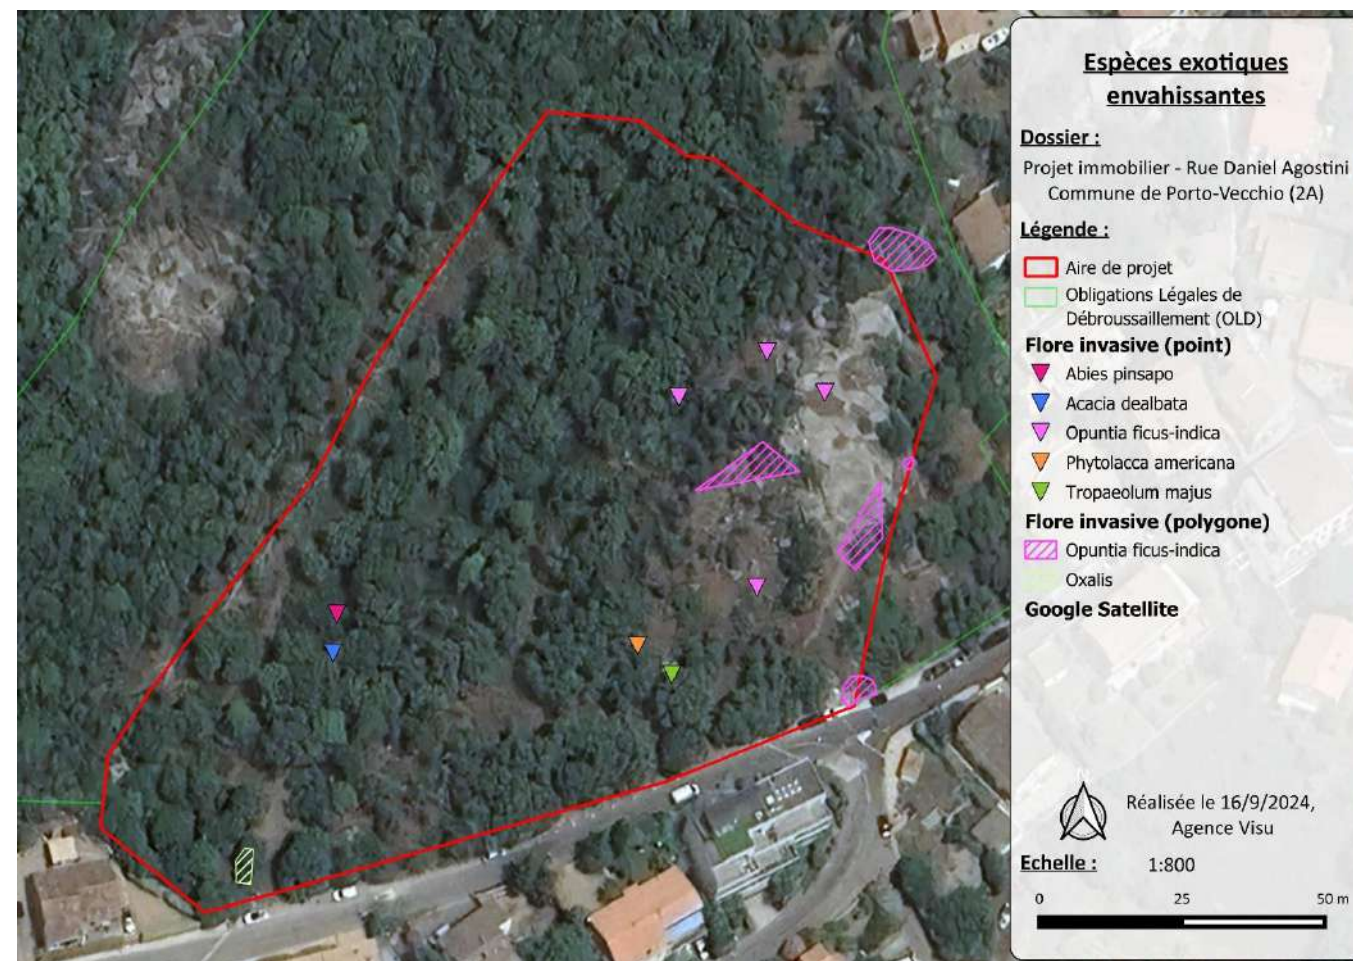 Espèces exotiques
envahissantes
Dossier :
Projet immobilier - Rue Daniel Agostini
Commune de Porto-Vecchio (2A)
Légende :
Aire de projet
Obligations Légales de
Débroussaillement (OLD)
Flore invasive (point)
Abies pinsapo
Acacia dealbata
Opuntia ficus-indica
Phytolacca americana
Tropaeolum majus
Flore invasive (polygone)
Opuntia ficus-indica
Oxalis
Google Satellite
Réalisée le 16/9/2024,
Agence Visu
Echelle : 1:800
0 25 50 m